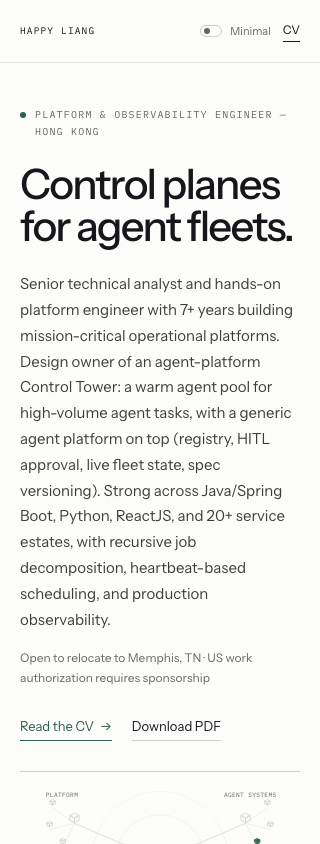 HAPPY LIANG
Minimal
CV
PLATFORM & OBSERVABILITY ENGINEER —
HONG KONG
Control planes
for agent fleets.
Senior technical analyst and hands-on
platform engineer with 7+ years building
mission-critical operational platforms.
Design owner of an agent-platform
Control Tower: a warm agent pool for
high-volume agent tasks, with a generic
agent platform on top (registry, HITL
approval, live fleet state, spec
versioning). Strong across Java/Spring
Boot, Python, ReactJS, and 20+ service
estates, with recursive job
decomposition, heartbeat-based
scheduling, and production
observability.
Open to relocate to Memphis, TN · US work
authorization requires sponsorship
Read the CV →
Download PDF
PLATFORM
AGENT SYSTEMS